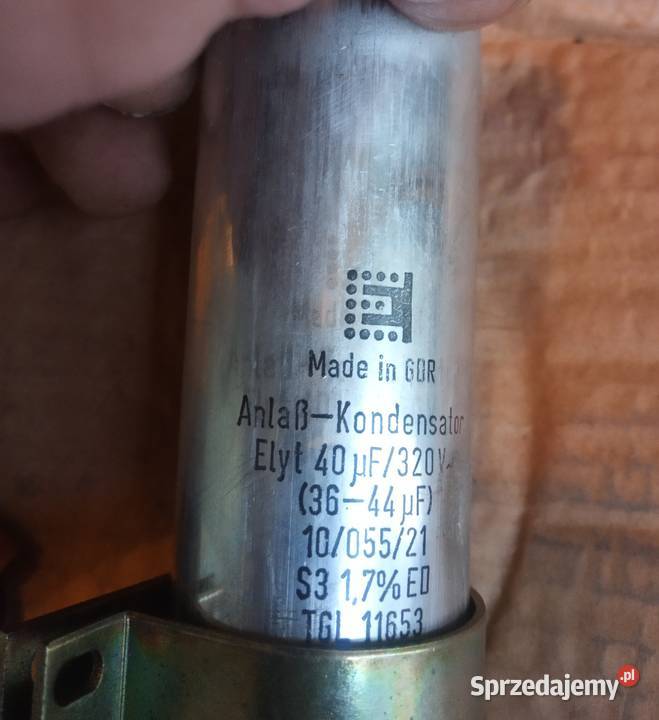 Made in GDR
Anlaß-Kondensator
Elyt 40 µF/320V~
(36-44 µF)
10/055/21
S3 1,7% ED
TGL 11653
Sprzedajemy.pl